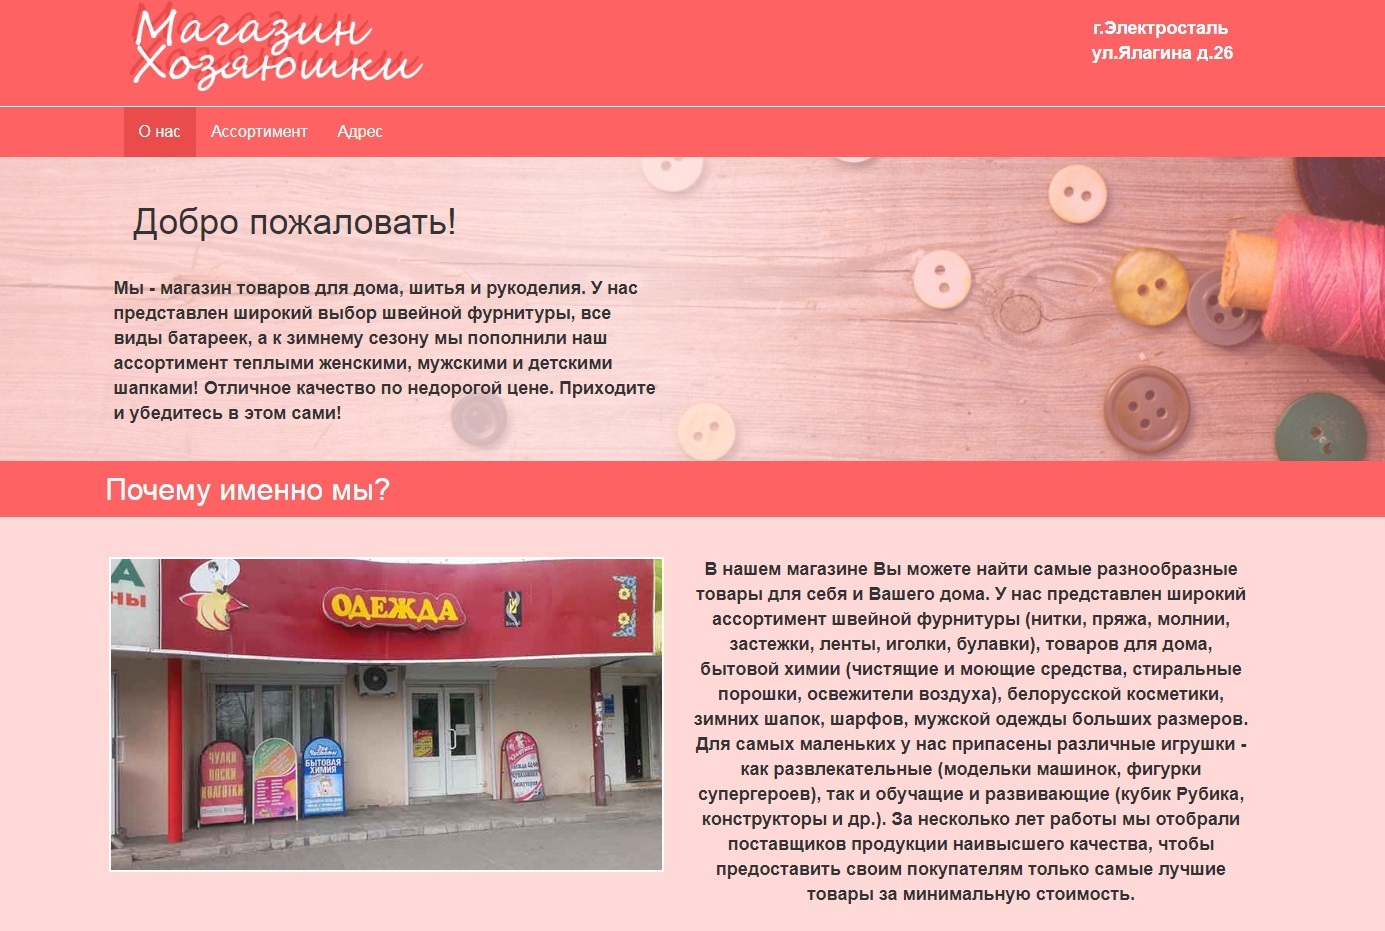 Магазин
Хозяюшки
г.Электросталь
ул.Ялагина д.26
О нас Ассортимент Адрес
Добро пожаловать!
Мы - магазин товаров для дома, шитья и рукоделия. У нас
представлен широкий выбор швейной фурнитуры, все
виды батареек, а к зимнему сезону мы пополнили наш
ассортимент теплыми женскими, мужскими и детскими
шапками! Отличное качество по недорогой цене. Приходите
и убедитесь в этом сами!
Почему именно мы?
А
НЫ
ОДЕЖДА
ЧУЛКИ
НОСКИ
КОЛГОТКИ
БЫТОВАЯ
ХИМИЯ
В нашем магазине Вы можете найти самые разнообразные
товары для себя и Вашего дома. У нас представлен широкий
ассортимент швейной фурнитуры (нитки, пряжа, молнии,
застежки, ленты, иголки, булавки), товаров для дома,
бытовой химии (чистящие и моющие средства, стиральные
порошки, освежители воздуха), белорусской косметики,
зимних шапок, шарфов, мужской одежды больших размеров.
Для самых маленьких у нас припасены различные игрушки -
как развлекательные (модельки машинок, фигурки
супергероев), так и обучащие и развивающие (кубик Рубика,
конструкторы и др.). За несколько лет работы мы отобрали
поставщиков продукции наивысшего качества, чтобы
предоставить своим покупателям только самые лучшие
товары за минимальную стоимость.